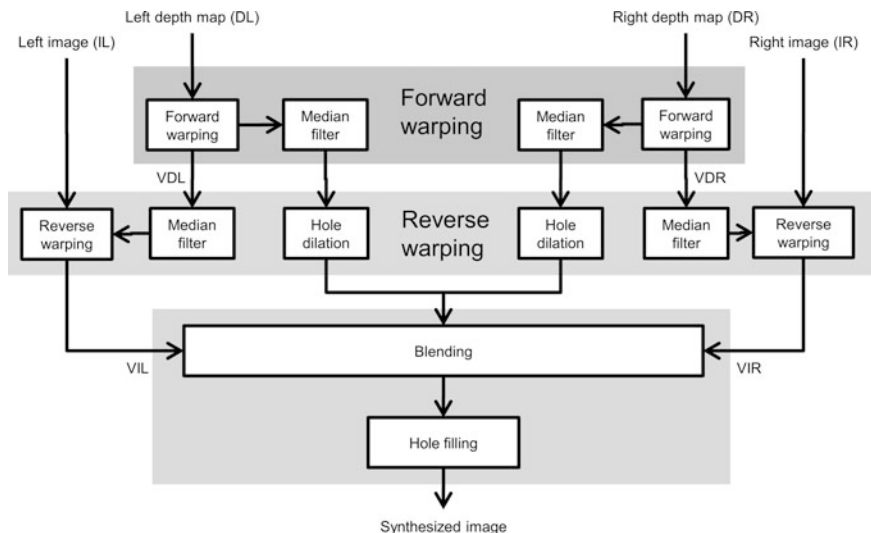 Left depth map (DL)
Right depth map (DR)
Left image (IL)
Right image (IR)
Forward
warping
Forward
warping
Median
filter
Median
filter
Forward
warping
VDL
VDR
Reverse
warping
Reverse
warping
Median
filter
Hole
dilation
Hole
dilation
Median
filter
Reverse
warping
Blending
VIL
VIR
Hole filling
Synthesized image